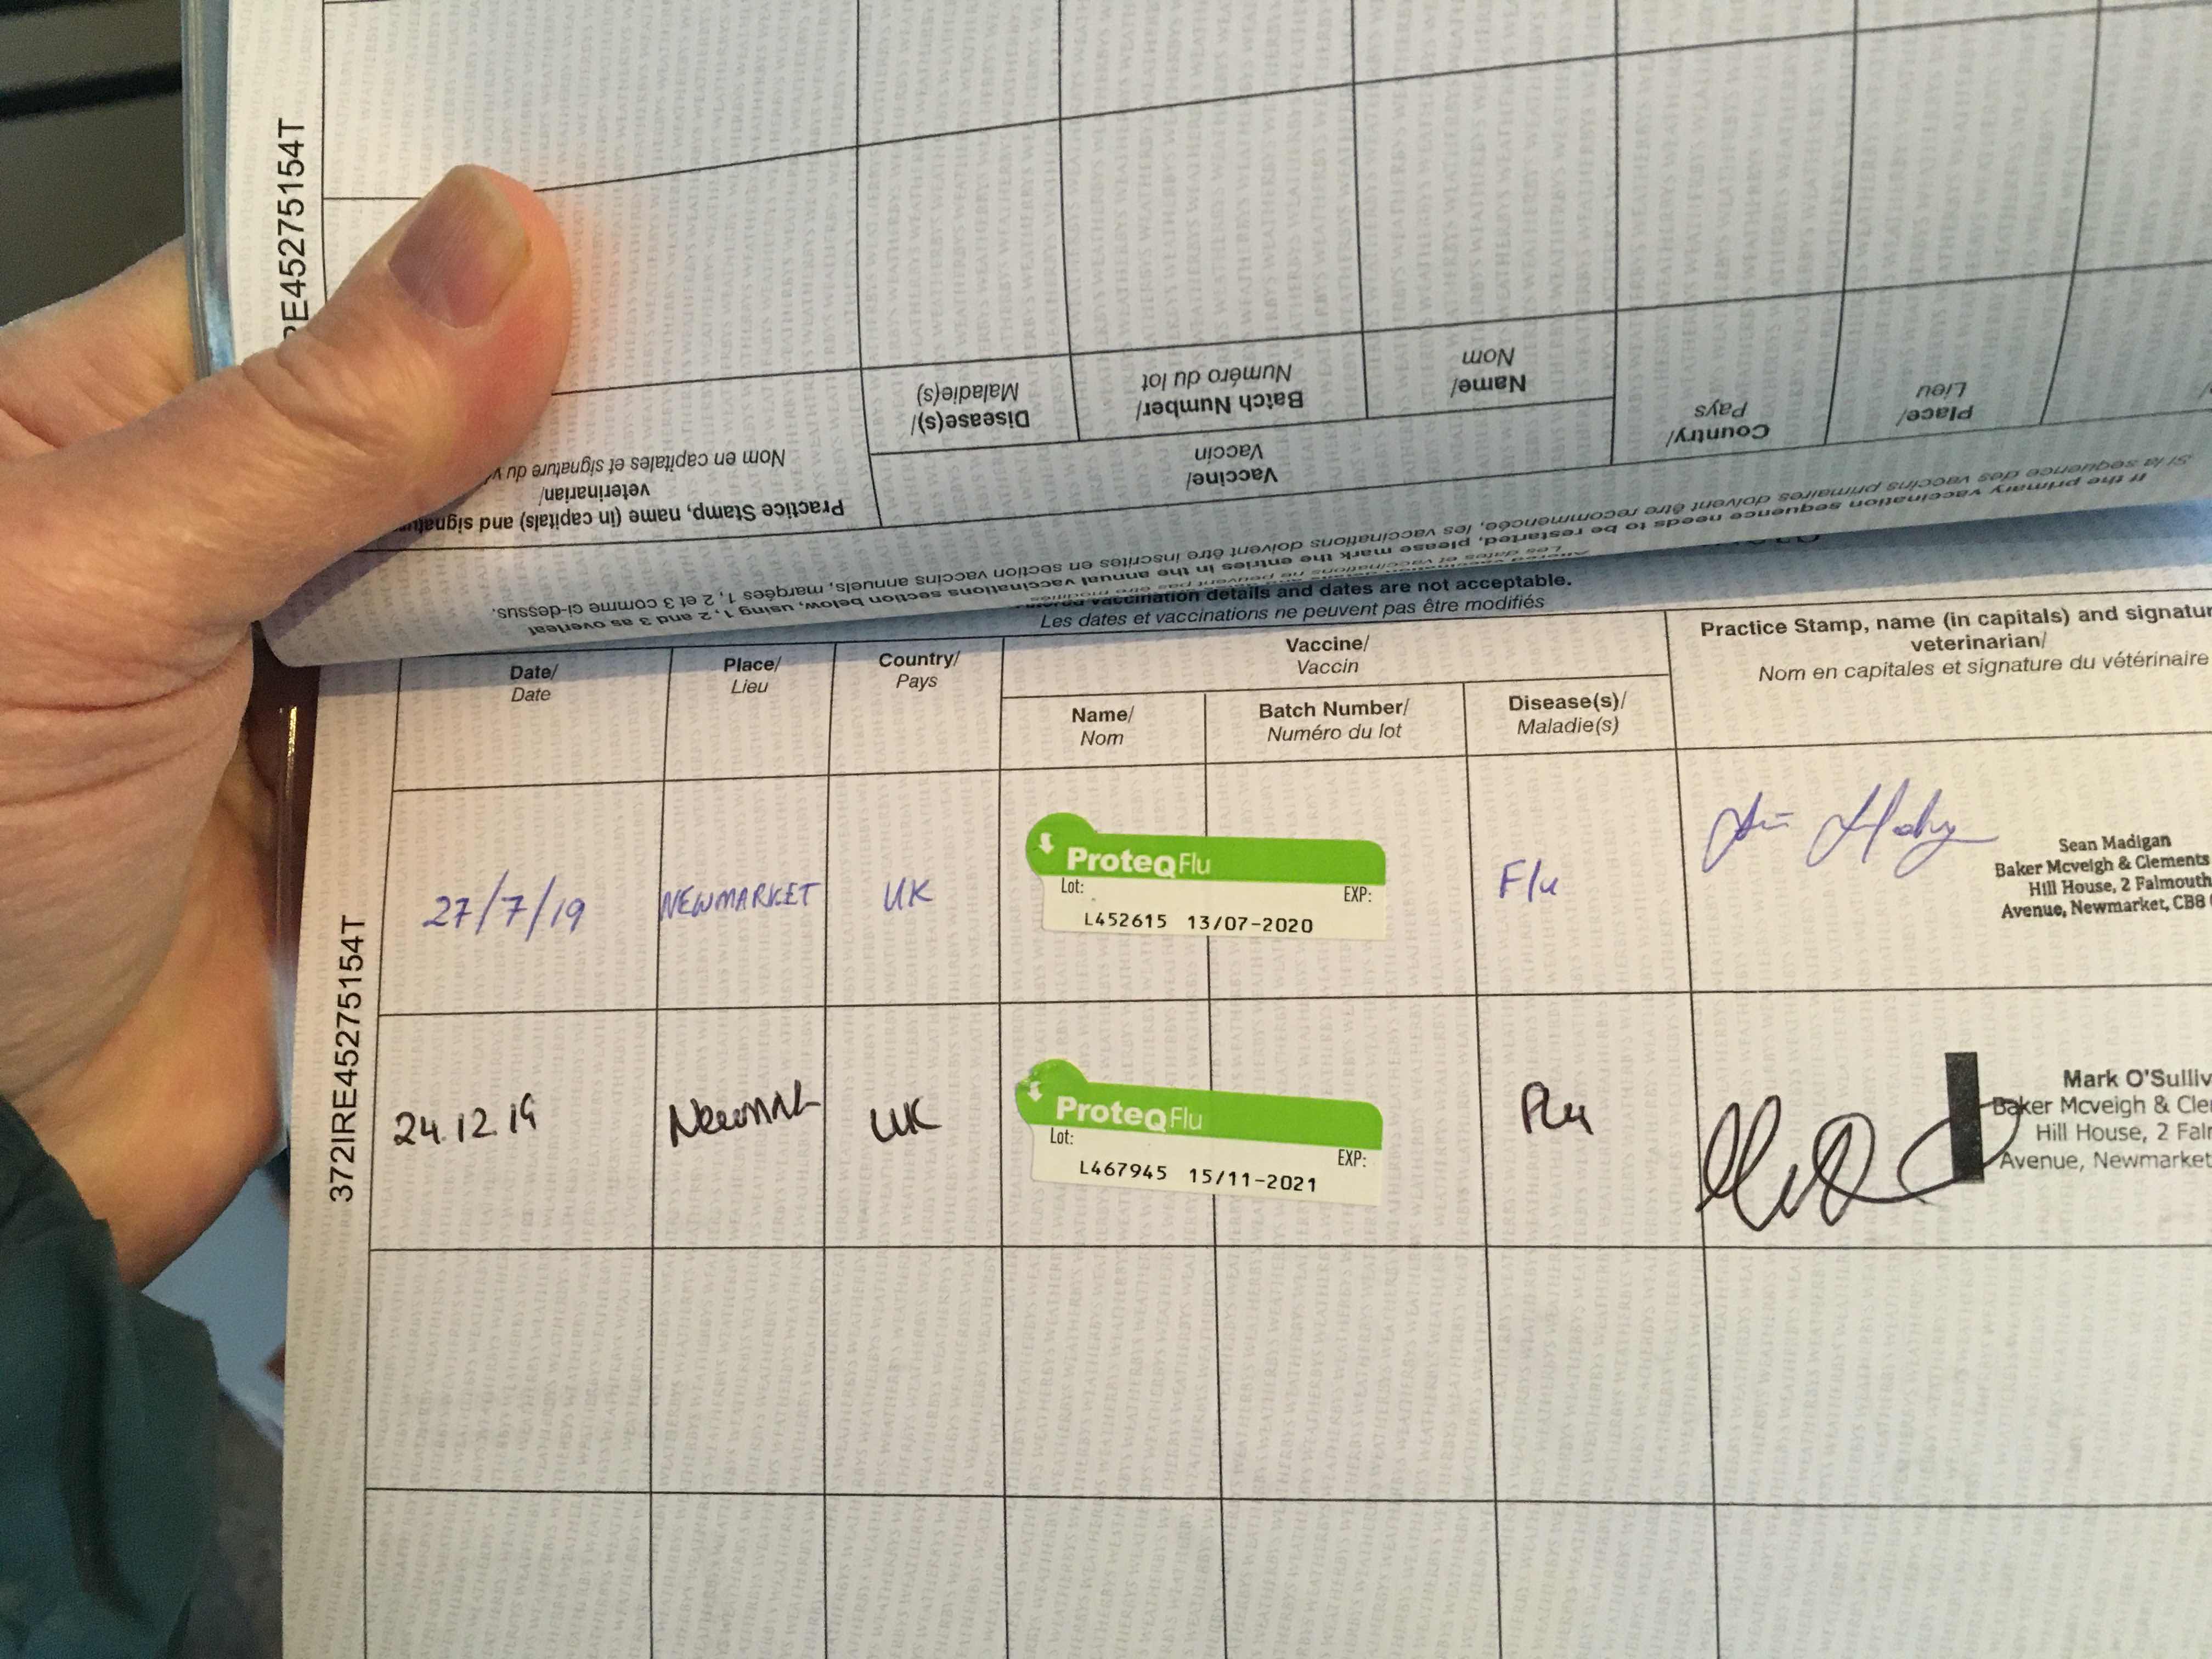 372IRE45275154T
RE45275154T
Country/
Pays
Place/
Lieu
Name/
Nom
Batch Number/
Numéro du lot
Disease(s)/
Maladie(s)
Vaccine/
Vaccin
Practice Stamp, name (in capitals) and signatu
veterinarian/
Nom en capitales et signature du v
If the primary vaccination sequence needs to be restarted, please mark the entries in the annual vaccinations section below, using 1, 2 and 3 as overleaf
Si la séquence des vaccins primaires doivent être recommencée, les vaccinations doivent être inscrites en section vaccins annuels, marqées 1, 2 et 3 comme ci-dessus.
vaccination details and dates are not acceptable.
Les dates et vaccinations ne peuvent pas être modifiés
Date/
Date
Place/
Lieu
Country/
Pays
Vaccine/
Vaccin
Name/
Nom
Batch Number/
Numéro du lot
Disease(s)/
Maladie(s)
Practice Stamp, name (in capitals) and signatur
veterinarian/
Nom en capitales et signature du vétérinaire
27/7/19
NEWMARKET
UK
ProteqFlu
Lot:
EXP:
L452615 13/07-2020
Flu
Sean Madigan
Baker Mcveigh & Clements
Hill House, 2 Falmouth
Avenue, Newmarket, CB8
24.12.19
UK
ProteqFlu
Lot:
EXP:
L467945 15/11-2021
Flu
Mark O'Sulliv
Baker Mcveigh & Cle
Hill House, 2 Fal
Avenue, Newmarket